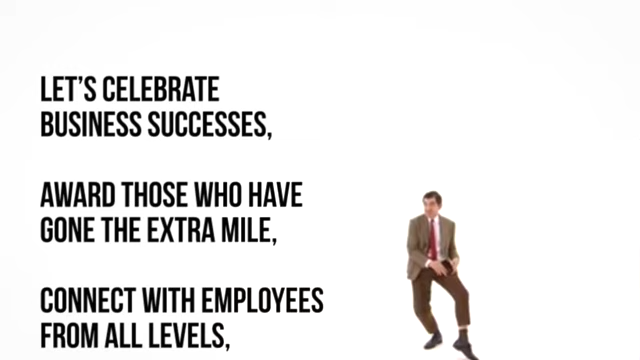 LET'S CELEBRATE
BUSINESS SUCCESSES,
AWARD THOSE WHO HAVE
GONE THE EXTRA MILE,
CONNECT WITH EMPLOYEES
FROM ALL LEVELS,